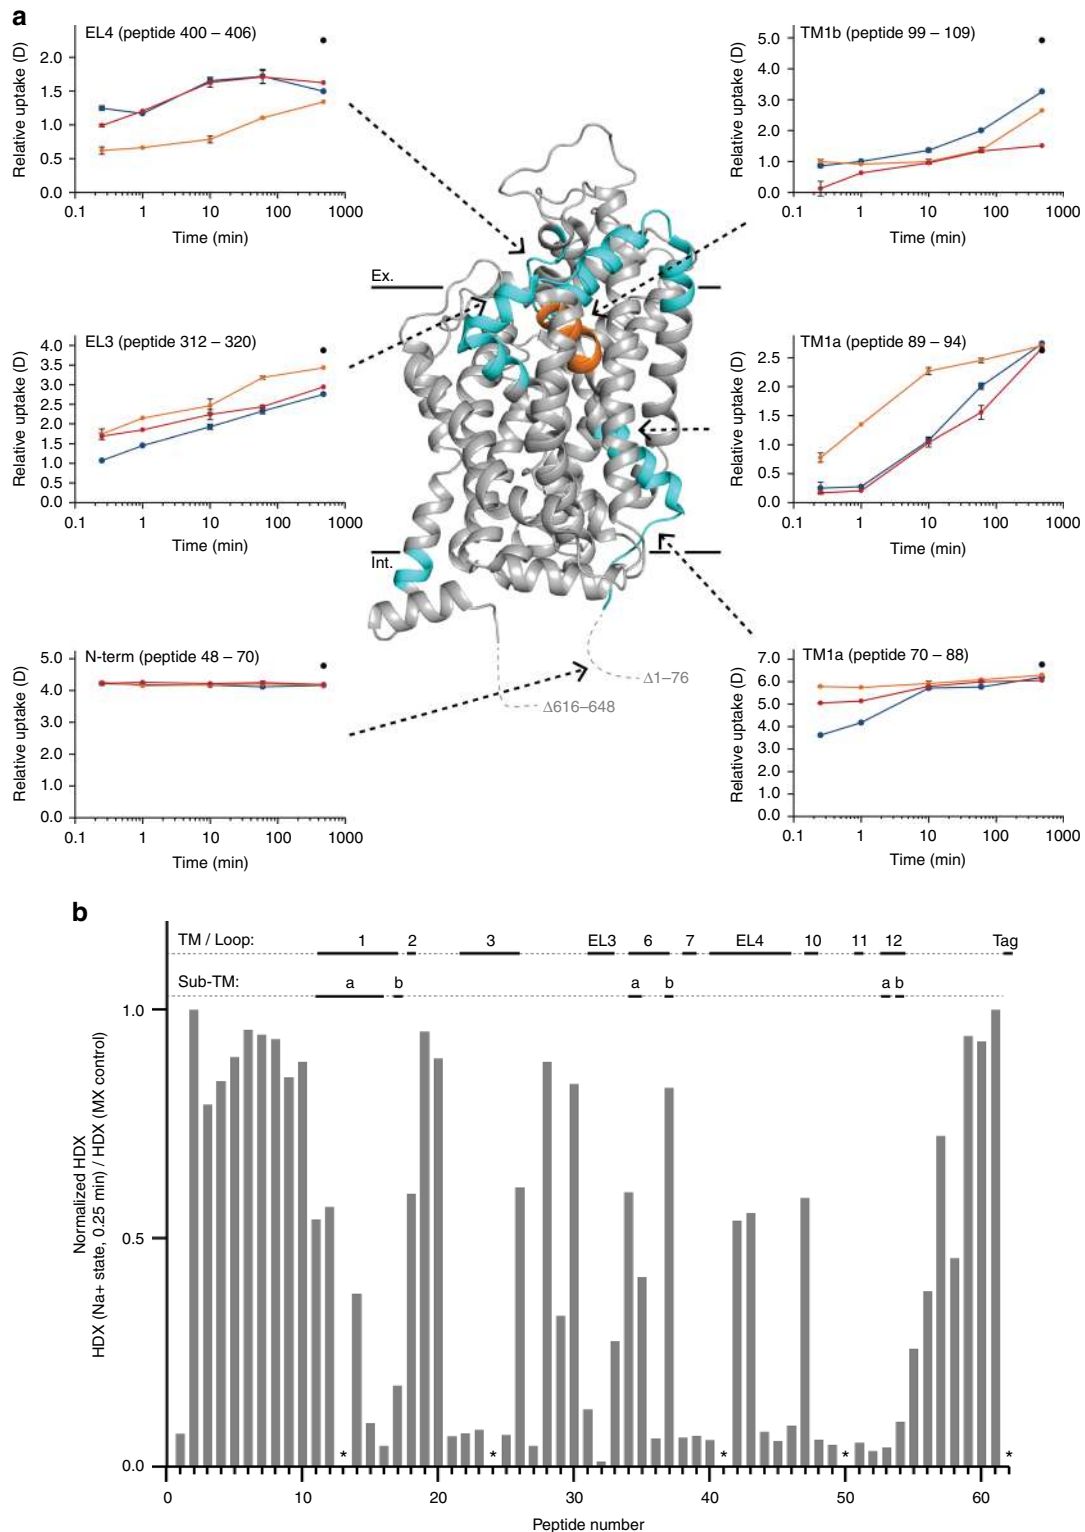 a
EL4 (peptide 400 – 406)
Relative uptake (D)
2.0
1.5
1.0
0.5
0.0
0.1 1 10 100 1000
Time (min)
TM1b (peptide 99 – 109)
Relative uptake (D)
5.0
4.0
3.0
2.0
1.0
0.0
0.1 1 10 100 1000
Time (min)
Ex.
EL3 (peptide 312 – 320)
Relative uptake (D)
4.0
3.5
3.0
2.5
2.0
1.5
1.0
0.5
0.0
0.1 1 10 100 1000
Time (min)
TM1a (peptide 89 – 94)
Relative uptake (D)
2.5
2.0
1.5
1.0
0.5
0.0
0.1 1 10 100 1000
Time (min)
Int.
N-term (peptide 48 – 70)
Relative uptake (D)
5.0
4.0
3.0
2.0
1.0
0.0
0.1 1 10 100 1000
Time (min)
Δ1–76
Δ616–648
TM1a (peptide 70 – 88)
Relative uptake (D)
7.0
6.0
5.0
4.0
3.0
2.0
1.0
0.0
0.1 1 10 100 1000
Time (min)
b
TM / Loop: 1 2 3 EL3 6 7 EL4 10 11 12 Tag
Sub-TM: a b a b a b
Normalized HDX
HDX (Na+ state, 0.25 min) / HDX (MX control)
1.0
0.5
0.0
* * * * *
0 10 20 30 40 50 60
Peptide number